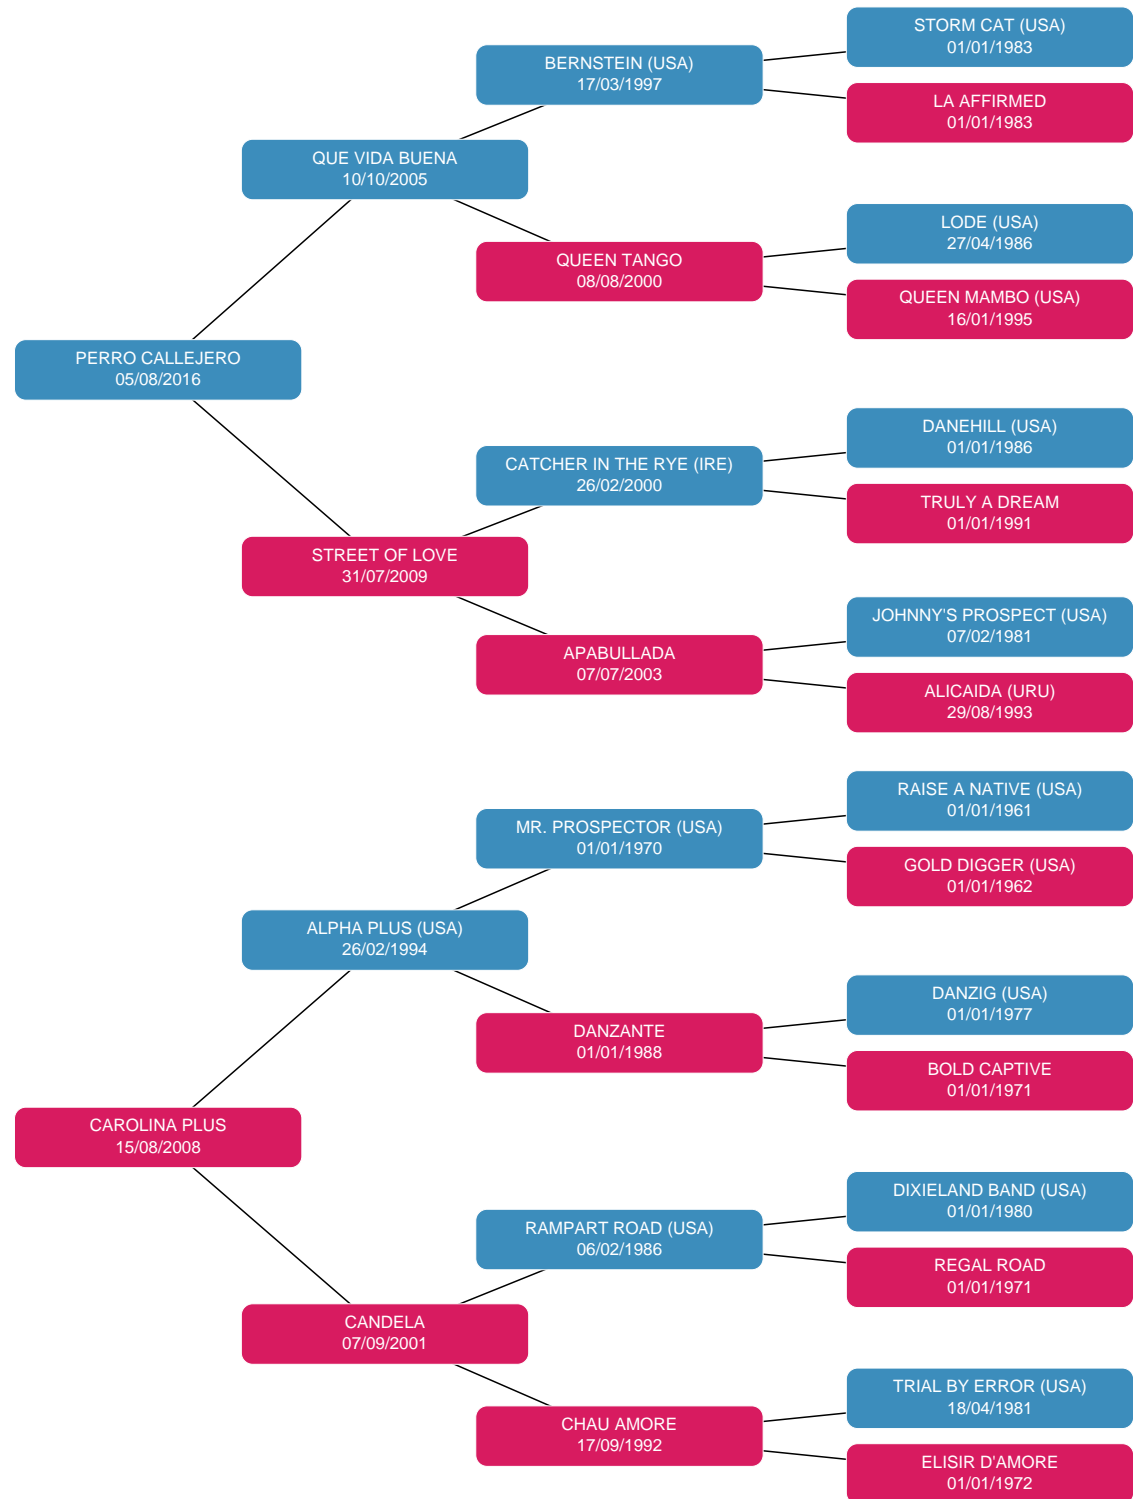 STORM CAT (USA)
01/01/1983
BERNSTEIN (USA)
17/03/1997
LA AFFIRMED
01/01/1983
QUE VIDA BUENA
10/10/2005
LODE (USA)
27/04/1986
QUEEN TANGO
08/08/2000
QUEEN MAMBO (USA)
16/01/1995
PERRO CALLEJERO
05/08/2016
DANEHILL (USA)
01/01/1986
CATCHER IN THE RYE (IRE)
26/02/2000
TRULY A DREAM
01/01/1991
STREET OF LOVE
31/07/2009
JOHNNY'S PROSPECT (USA)
07/02/1981
APABULLADA
07/07/2003
ALICAIDA (URU)
29/08/1993
RAISE A NATIVE (USA)
01/01/1961
MR. PROSPECTOR (USA)
01/01/1970
GOLD DIGGER (USA)
01/01/1962
ALPHA PLUS (USA)
26/02/1994
DANZIG (USA)
01/01/1977
DANZANTE
01/01/1988
BOLD CAPTIVE
01/01/1971
CAROLINA PLUS
15/08/2008
DIXIELAND BAND (USA)
01/01/1980
RAMPART ROAD (USA)
06/02/1986
REGAL ROAD
01/01/1971
CANDELA
07/09/2001
TRIAL BY ERROR (USA)
18/04/1981
CHAU AMORE
17/09/1992
ELISIR D'AMORE
01/01/1972